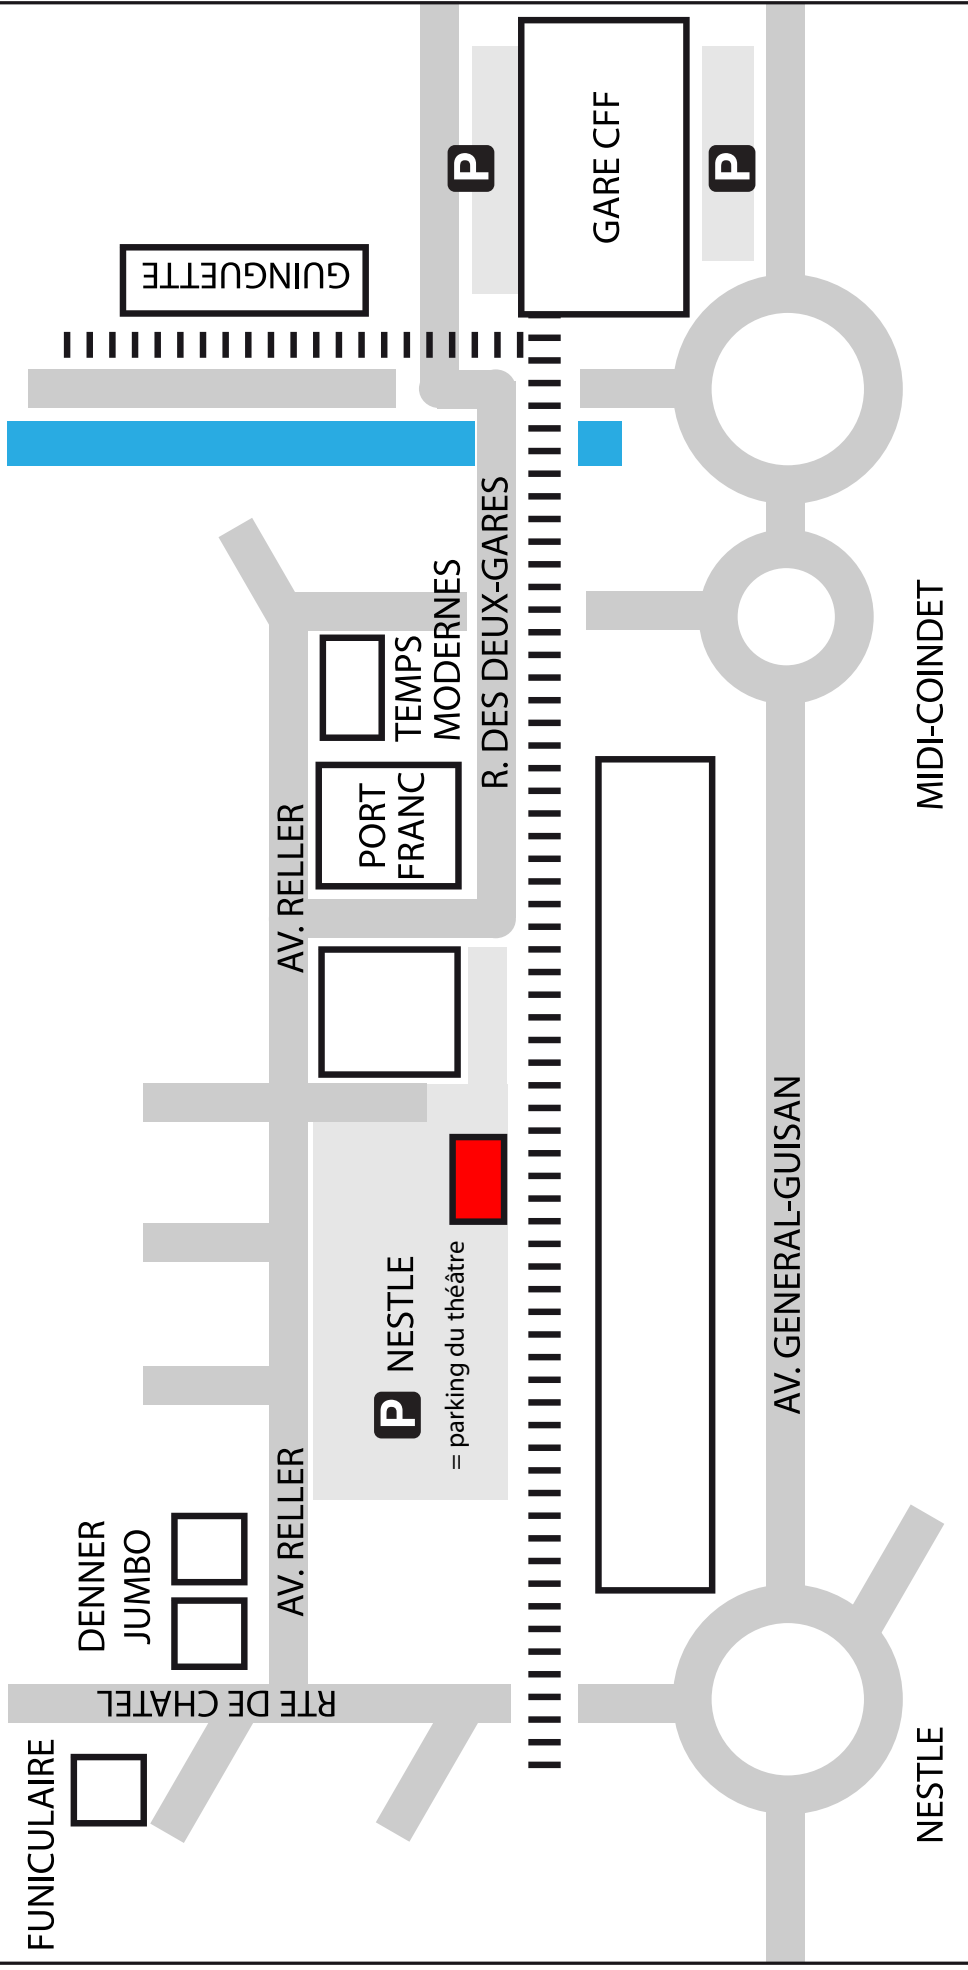 FUNICULAIRE
DENNER
JUMBO
RTE DE CHATEL
AV. RELLER
AV. RELLER
P NESTLE
= parking du théâtre
PORT
FRANC
TEMPS
MODERNES
R. DES DEUX-GARES
GUINGUETTE
P
GARE CFF
P
AV. GENERAL-GUISAN
NESTLE
MIDI-COINDET